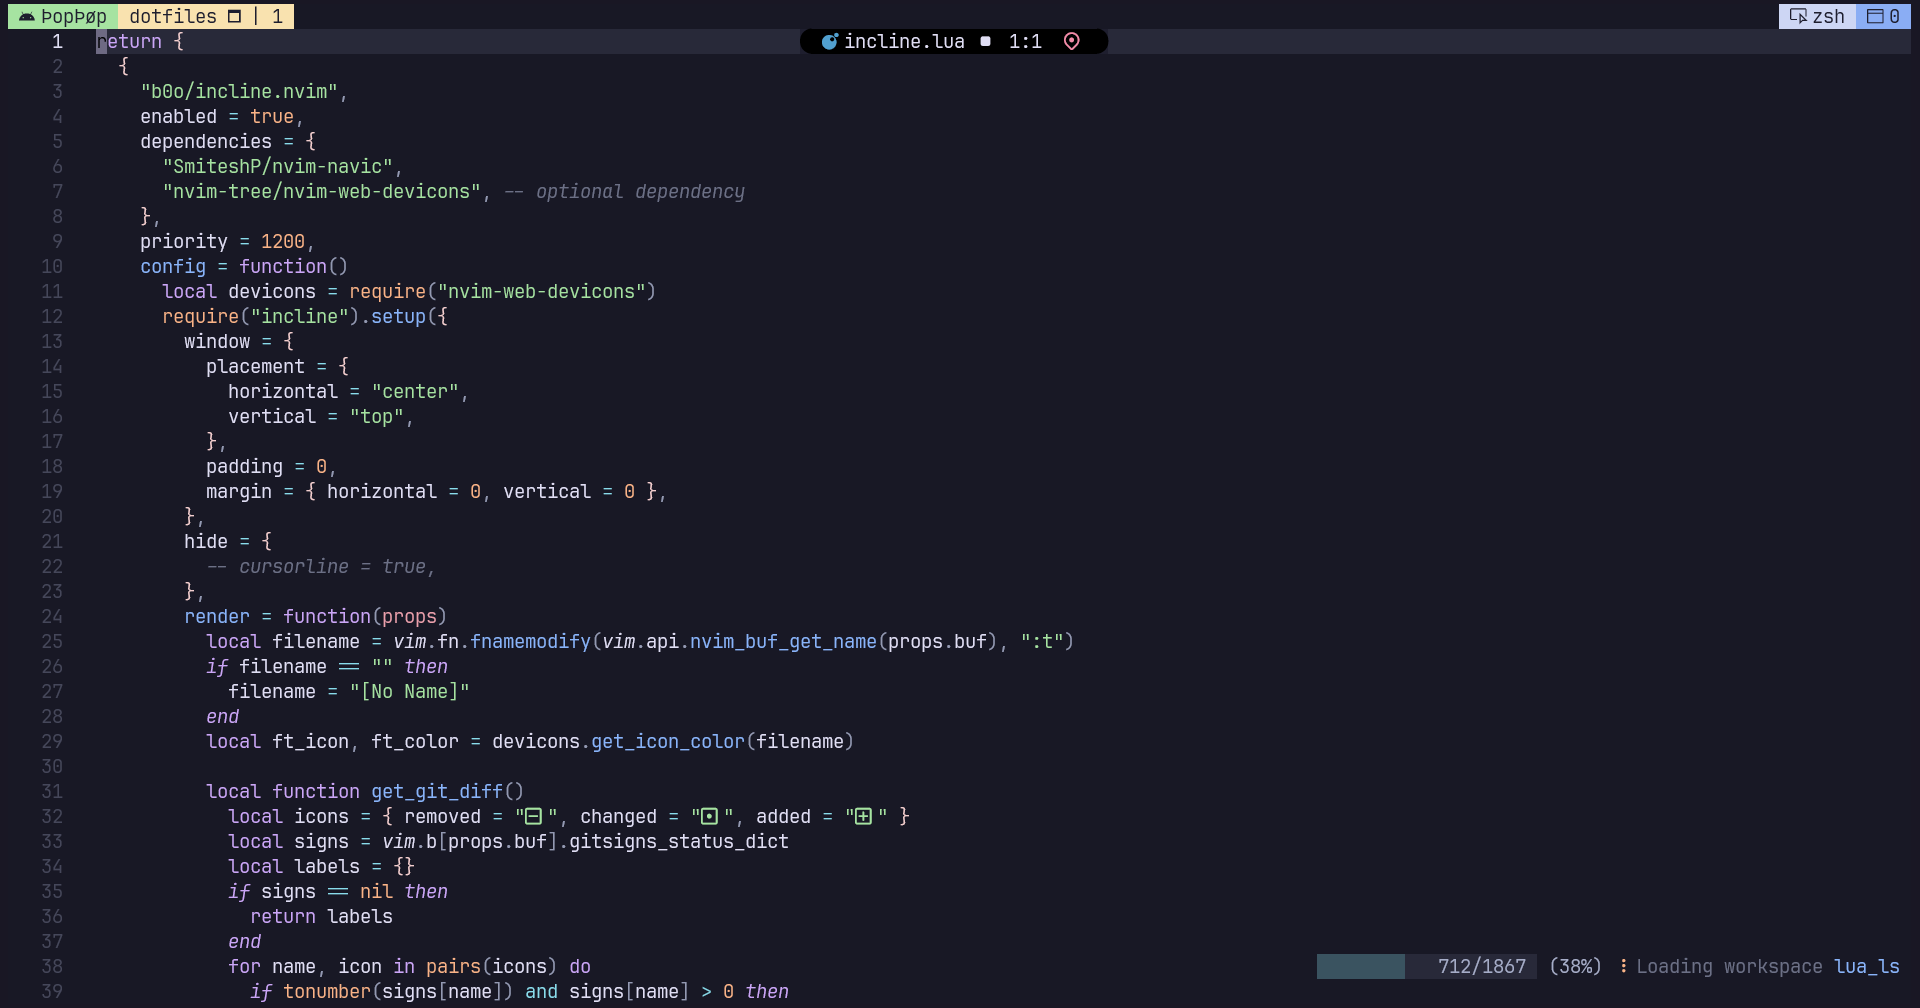 ÞopÞøp dotfiles | 1 zsh 0
1 return { incline.lua 1:1
2 {
3 "b0o/incline.nvim",
4 enabled = true,
5 dependencies = {
6 "SmiteshP/nvim-navic",
7 "nvim-tree/nvim-web-devicons", -- optional dependency
8 },
9 priority = 1200,
10 config = function()
11 local devicons = require("nvim-web-devicons")
12 require("incline").setup({
13 window = {
14 placement = {
15 horizontal = "center",
16 vertical = "top",
17 },
18 padding = 0,
19 margin = { horizontal = 0, vertical = 0 },
20 },
21 hide = {
22 -- cursorline = true,
23 },
24 render = function(props)
25 local filename = vim.fn.fnamemodify(vim.api.nvim_buf_get_name(props.buf), ":t")
26 if filename == "" then
27 filename = "[No Name]"
28 end
29 local ft_icon, ft_color = devicons.get_icon_color(filename)
30
31 local function get_git_diff()
32 local icons = { removed = "⊟ ", changed = "⊡ ", added = "⊞ " }
33 local signs = vim.b[props.buf].gitsigns_status_dict
34 local labels = {}
35 if signs == nil then
36 return labels
37 end
38 for name, icon in pairs(icons) do 712/1867 (38%) Loading workspace lua_ls
39 if tonumber(signs[name]) and signs[name] > 0 then